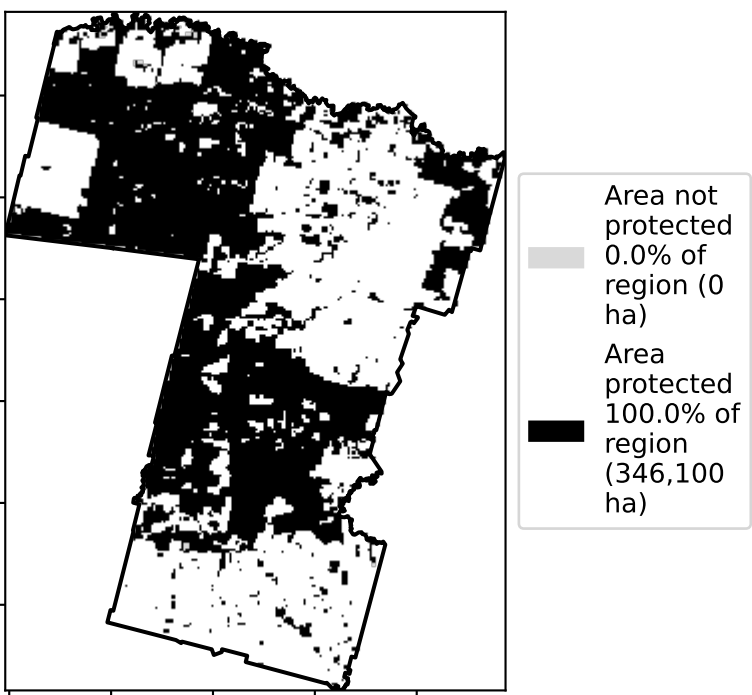 Area not
protected
0.0% of
region (0
ha)
Area
protected
100.0% of
region
(346,100
ha)